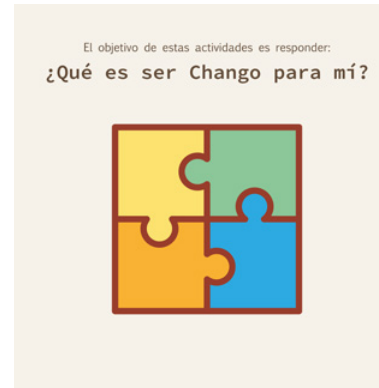 El objetivo de estas actividades es responder:
¿Qué es ser Chango para mí?